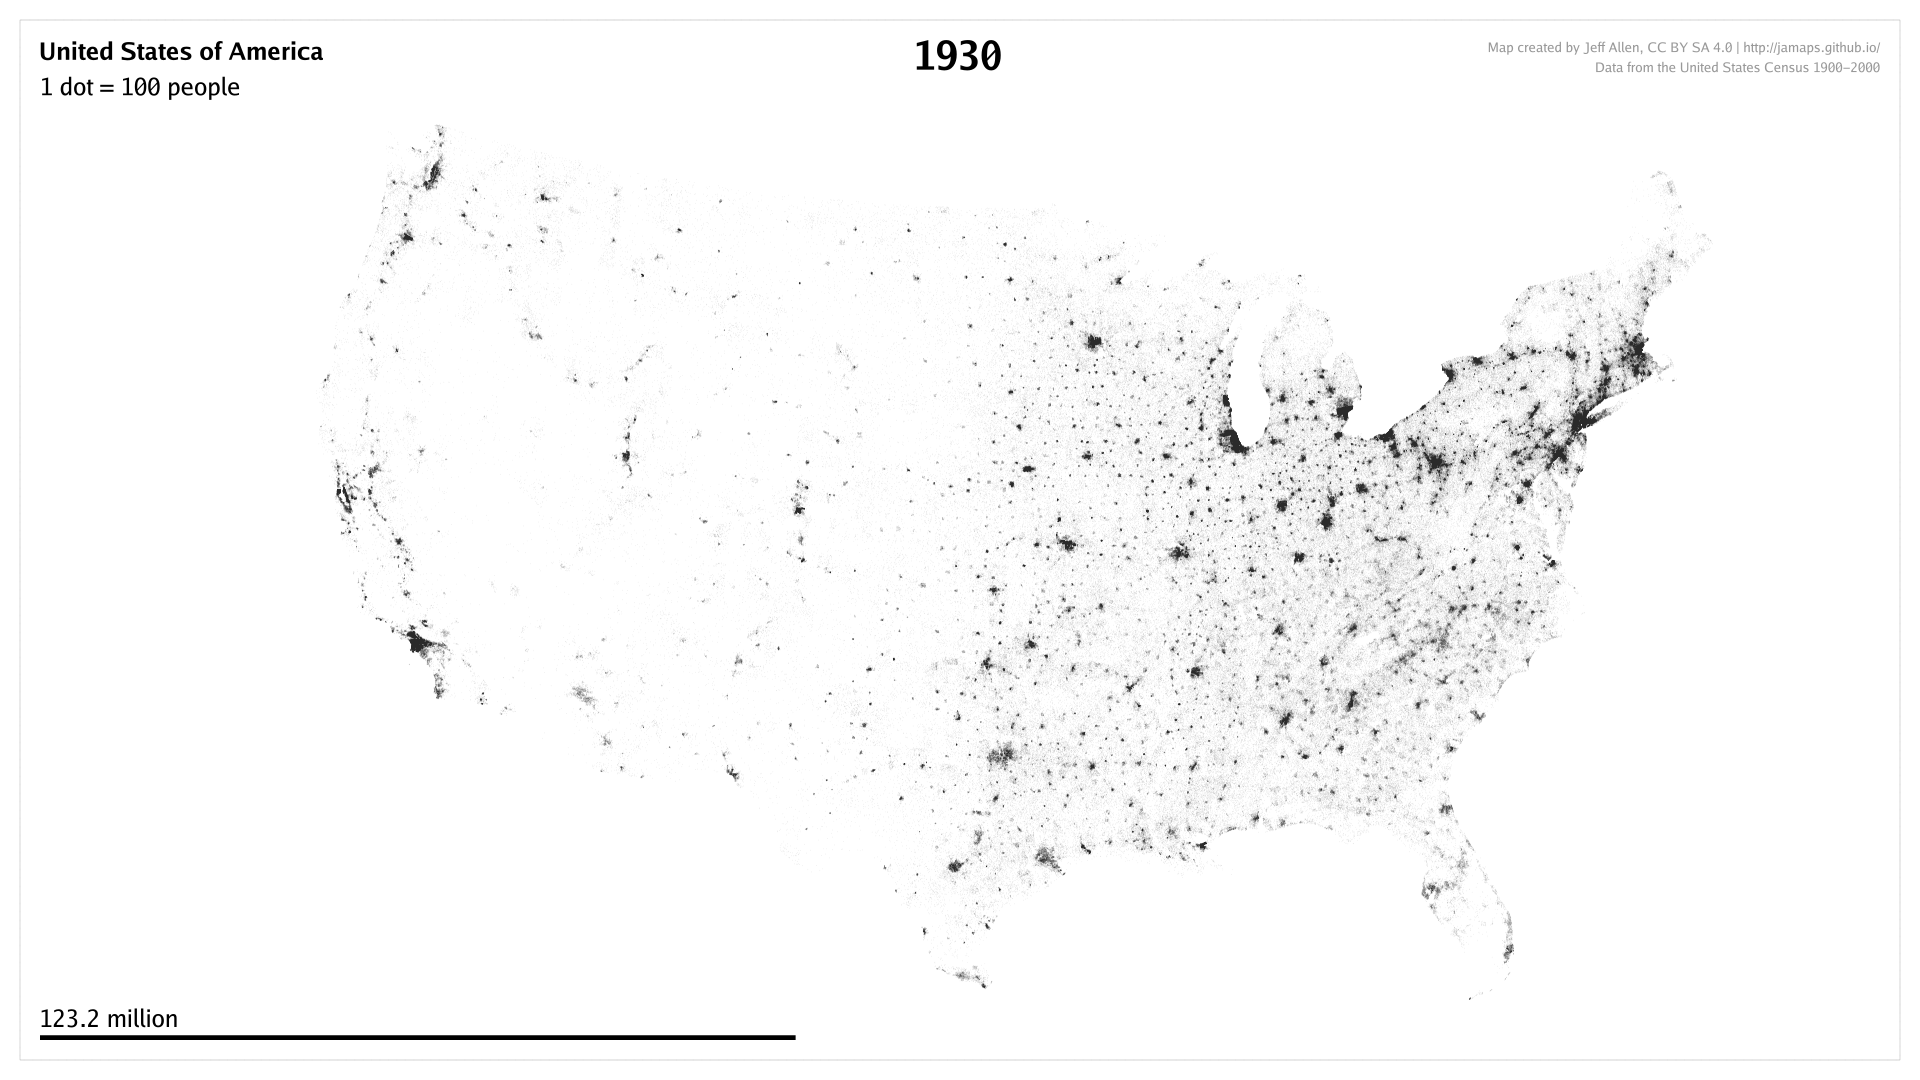 United States of America
1 dot = 100 people
1930
Map created by Jeff Allen, CC BY SA 4.0 | http://jamaps.github.io/
Data from the United States Census 1900–2000
123.2 million